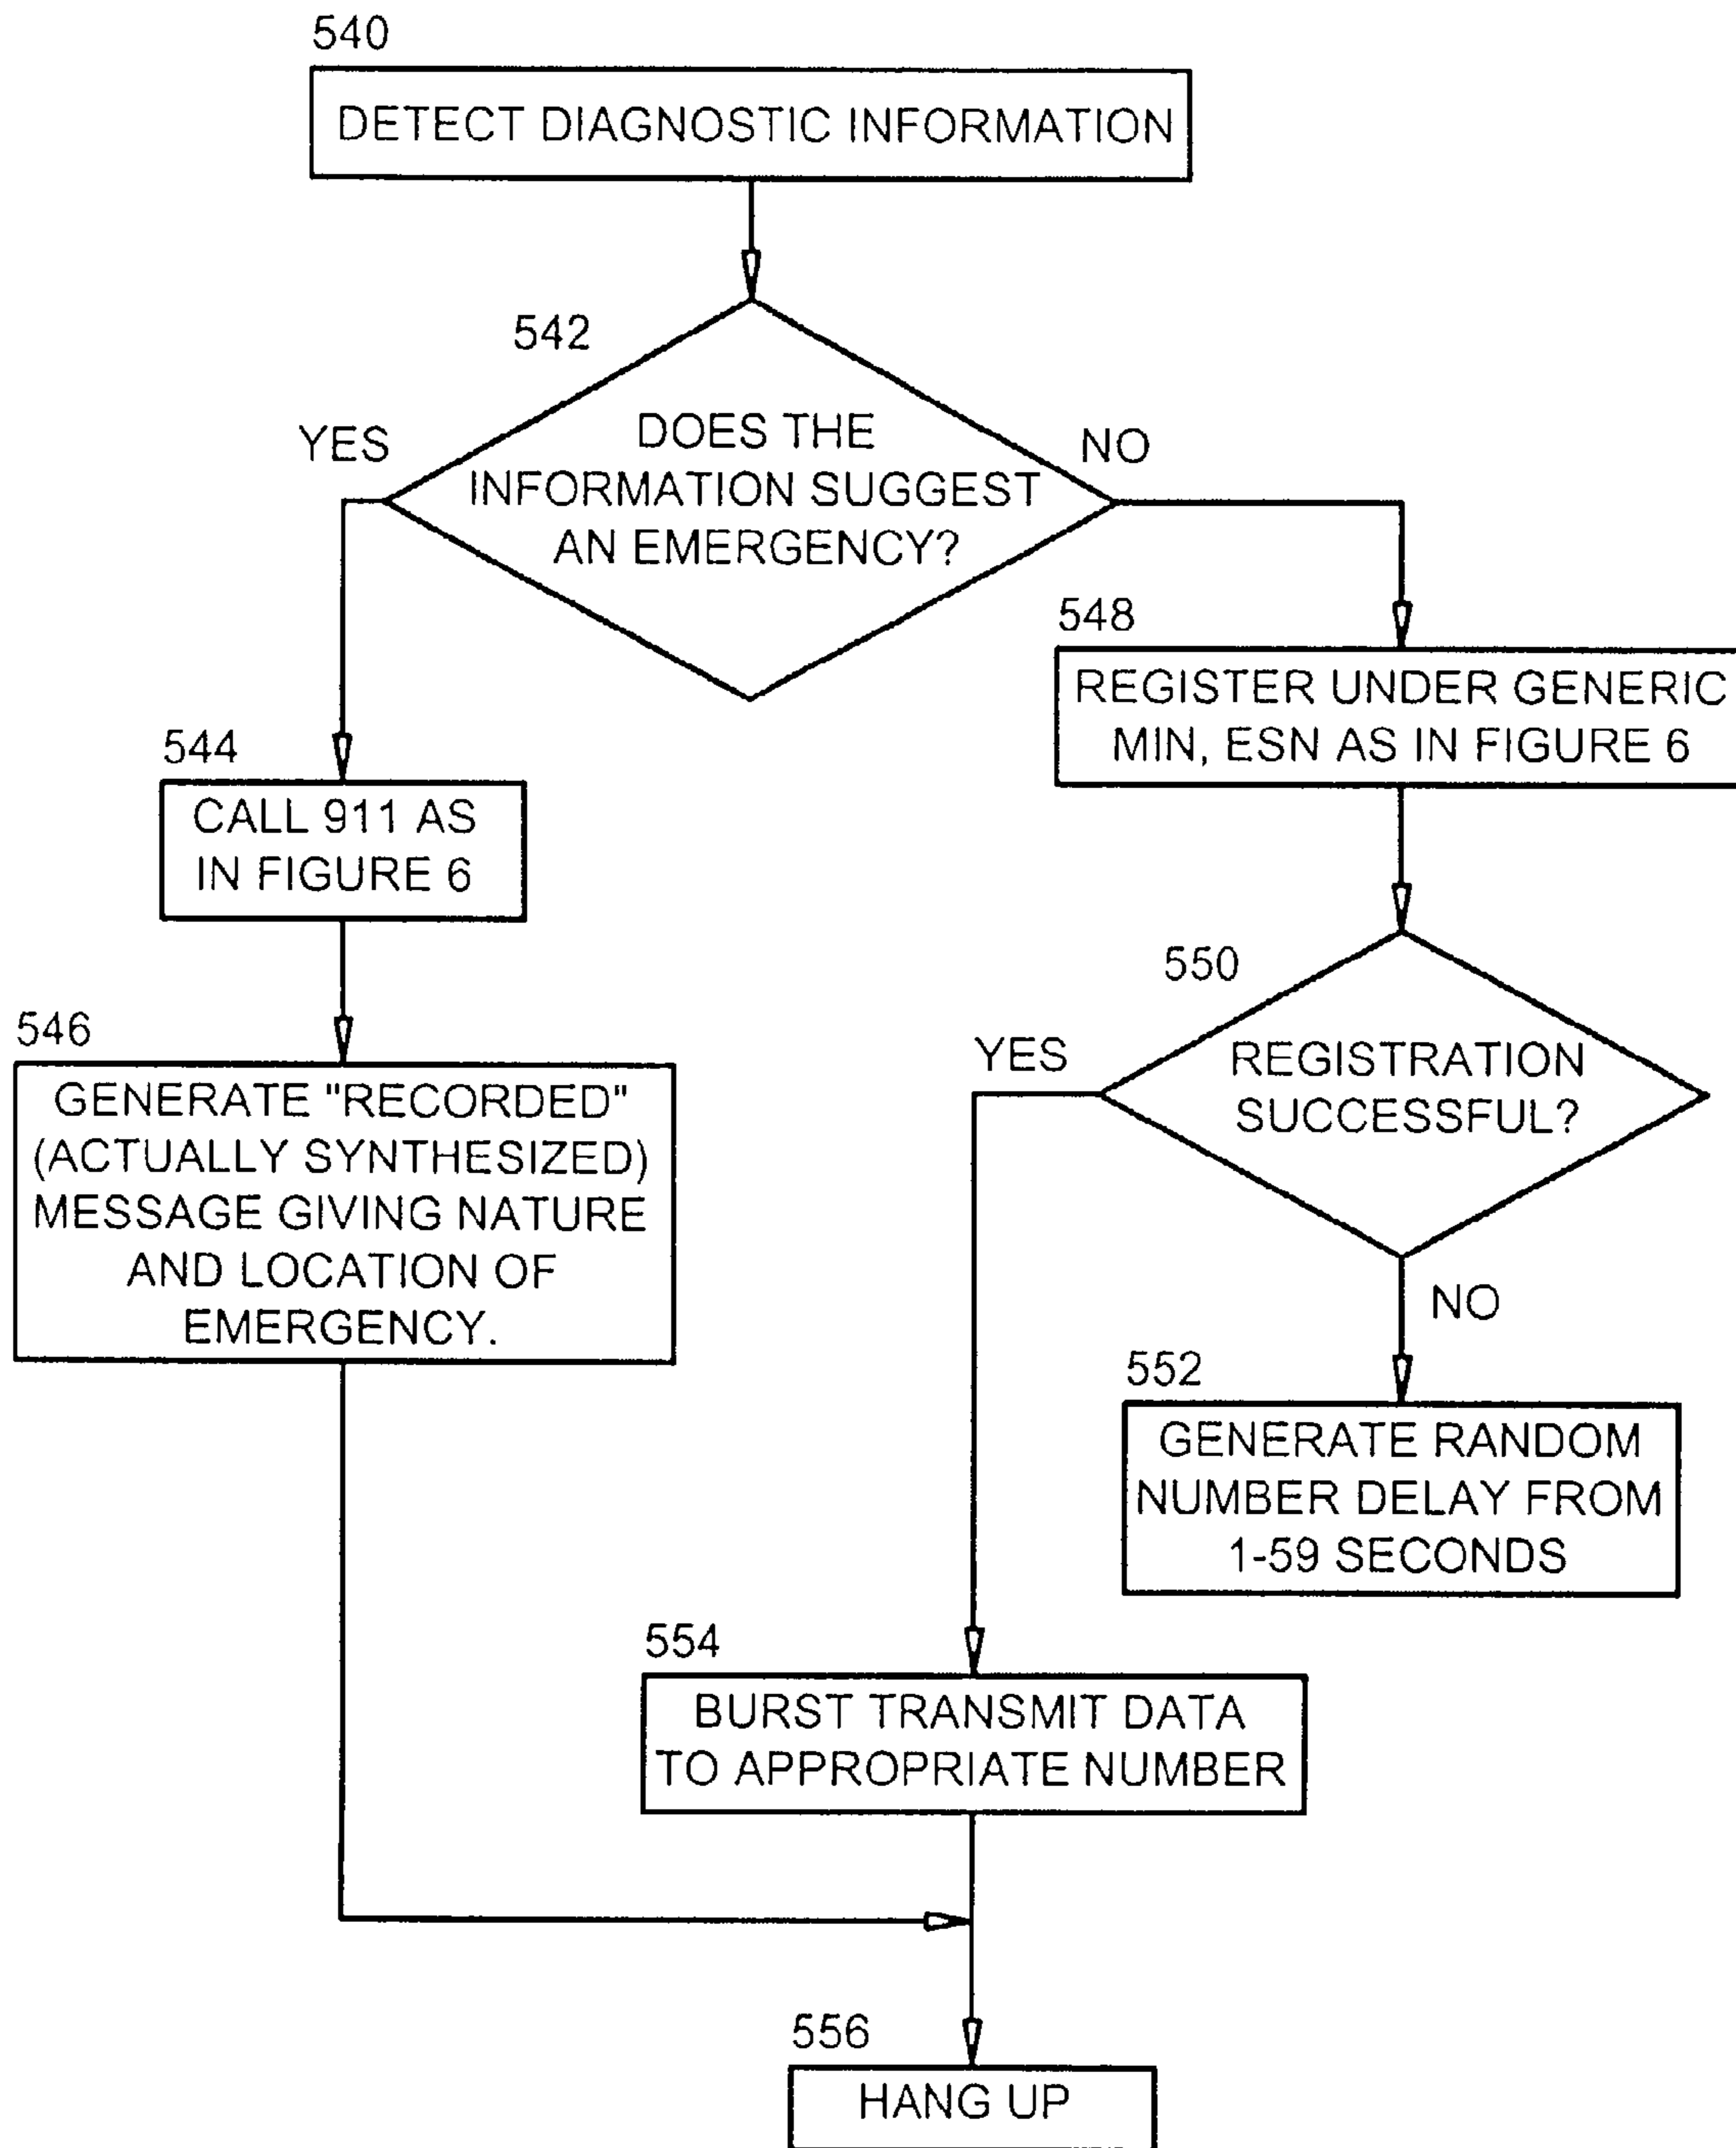 540
DETECT DIAGNOSTIC INFORMATION
542
YES
DOES THE
INFORMATION SUGGEST
AN EMERGENCY?
NO
548
REGISTER UNDER GENERIC
MIN, ESN AS IN FIGURE 6
544
CALL 911 AS
IN FIGURE 6
550
YES
REGISTRATION
SUCCESSFUL?
NO
546
GENERATE "RECORDED"
(ACTUALLY SYNTHESIZED)
MESSAGE GIVING NATURE
AND LOCATION OF
EMERGENCY.
552
GENERATE RANDOM
NUMBER DELAY FROM
1-59 SECONDS
554
BURST TRANSMIT DATA
TO APPROPRIATE NUMBER
556
HANG UP